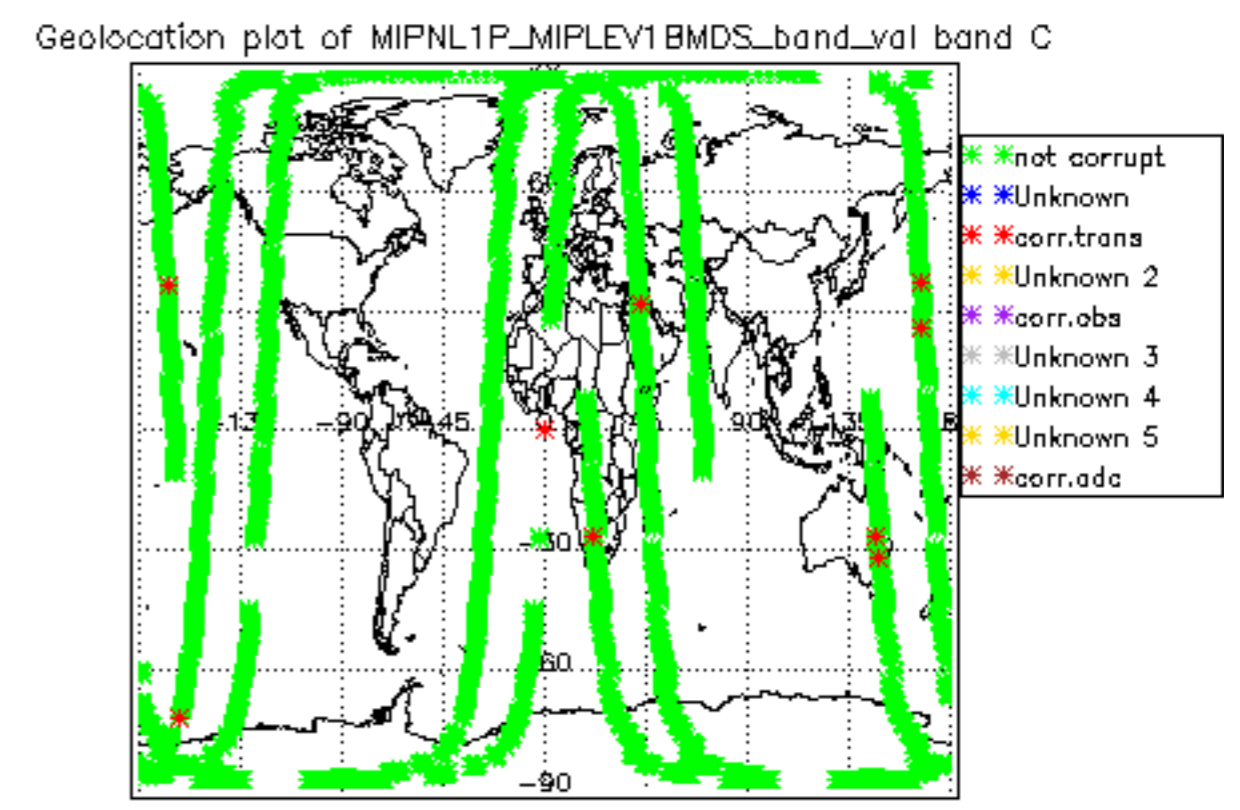 Geolocation plot of MIPNL1P_MIPLEV1BMDS_band_val band C
not corrupt
Unknown
corr.trans
Unknown 2
corr.obs
Unknown 3
Unknown 4
Unknown 5
corr.adc
-90
-45
90
-60
-90